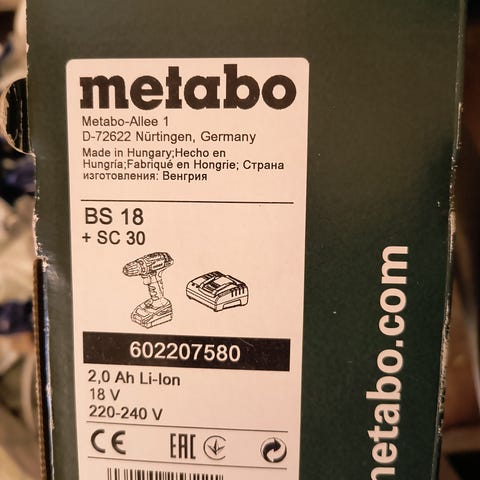 metabo
Metabo-Allee 1
D-72622 Nürtingen, Germany
Made in Hungary;Hecho en
Hungría;Fabriqué en Hongrie; Страна
изготовления: Венгрия
BS 18
+ SC 30
602207580
2,0 Ah Li-Ion
18 V
220-240 V
CE EAC
metabo.com